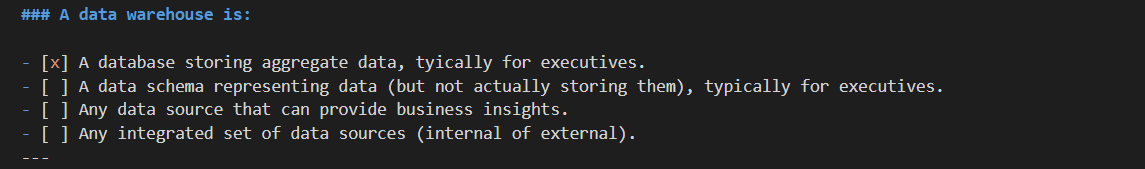 ### A data warehouse is:
- [x] A database storing aggregate data, tyically for executives.
- [ ] A data schema representing data (but not actually storing them), typically for executives.
- [ ] Any data source that can provide business insights.
- [ ] Any integrated set of data sources (internal of external).
---